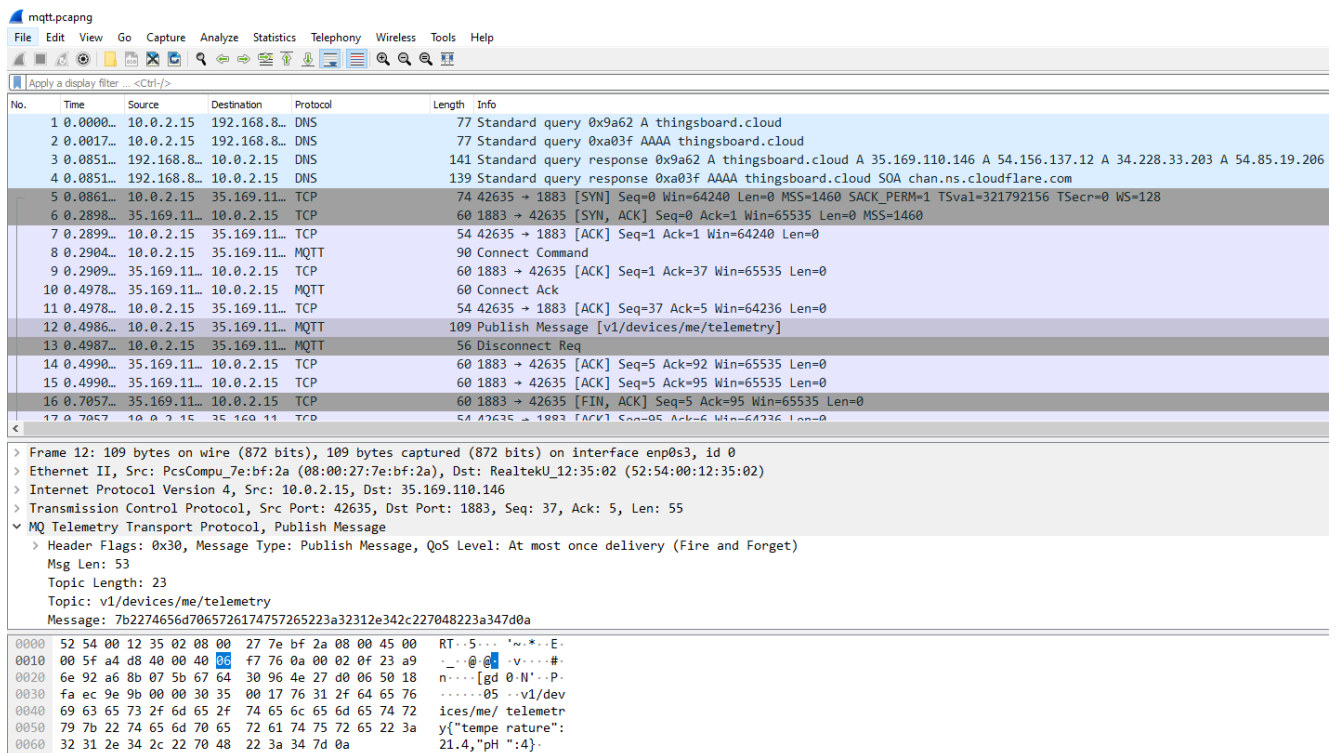 mqtt.pcapng
File Edit View Go Capture Analyze Statistics Telephony Wireless Tools Help
Apply a display filter ... <Ctrl-/>
No. Time Source Destination Protocol Length Info
1 0.0000… 10.0.2.15 192.168.8… DNS 77 Standard query 0x9a62 A thingsboard.cloud
2 0.0017… 10.0.2.15 192.168.8… DNS 77 Standard query 0xa03f AAAA thingsboard.cloud
3 0.0851… 192.168.8… 10.0.2.15 DNS 141 Standard query response 0x9a62 A thingsboard.cloud A 35.169.110.146 A 54.156.137.12 A 34.228.33.203 A 54.85.19.206
4 0.0851… 192.168.8… 10.0.2.15 DNS 139 Standard query response 0xa03f AAAA thingsboard.cloud SOA chan.ns.cloudflare.com
5 0.0861… 10.0.2.15 35.169.11… TCP 74 42635 → 1883 [SYN] Seq=0 Win=64240 Len=0 MSS=1460 SACK_PERM=1 TSval=321792156 TSecr=0 WS=128
6 0.2898… 35.169.11… 10.0.2.15 TCP 60 1883 → 42635 [SYN, ACK] Seq=0 Ack=1 Win=65535 Len=0 MSS=1460
7 0.2899… 10.0.2.15 35.169.11… TCP 54 42635 → 1883 [ACK] Seq=1 Ack=1 Win=64240 Len=0
8 0.2904… 10.0.2.15 35.169.11… MQTT 90 Connect Command
9 0.2909… 35.169.11… 10.0.2.15 TCP 60 1883 → 42635 [ACK] Seq=1 Ack=37 Win=65535 Len=0
10 0.4978… 35.169.11… 10.0.2.15 MQTT 60 Connect Ack
11 0.4978… 10.0.2.15 35.169.11… TCP 54 42635 → 1883 [ACK] Seq=37 Ack=5 Win=64236 Len=0
12 0.4986… 10.0.2.15 35.169.11… MQTT 109 Publish Message [v1/devices/me/telemetry]
13 0.4987… 10.0.2.15 35.169.11… MQTT 56 Disconnect Req
14 0.4990… 35.169.11… 10.0.2.15 TCP 60 1883 → 42635 [ACK] Seq=5 Ack=92 Win=65535 Len=0
15 0.4990… 35.169.11… 10.0.2.15 TCP 60 1883 → 42635 [ACK] Seq=5 Ack=95 Win=65535 Len=0
16 0.7057… 35.169.11… 10.0.2.15 TCP 60 1883 → 42635 [FIN, ACK] Seq=5 Ack=95 Win=65535 Len=0
17 0.7057… 10.0.2.15 35.169.11… TCP 54 42635 → 1883 [ACK] Seq=95 Ack=6 Win=64236 Len=0
Frame 12: 109 bytes on wire (872 bits), 109 bytes captured (872 bits) on interface enp0s3, id 0
Ethernet II, Src: PcsCompu_7e:bf:2a (08:00:27:7e:bf:2a), Dst: RealtekU_12:35:02 (52:54:00:12:35:02)
Internet Protocol Version 4, Src: 10.0.2.15, Dst: 35.169.110.146
Transmission Control Protocol, Src Port: 42635, Dst Port: 1883, Seq: 37, Ack: 5, Len: 55
MQ Telemetry Transport Protocol, Publish Message
Header Flags: 0x30, Message Type: Publish Message, QoS Level: At most once delivery (Fire and Forget)
Msg Len: 53
Topic Length: 23
Topic: v1/devices/me/telemetry
Message: 7b2274656d7065726174757265223a32312e342c227048223a347d0a
0000 52 54 00 12 35 02 08 00 27 7e bf 2a 08 00 45 00 RT··5··· '~·*··E·
0010 00 5f a4 d8 40 00 40 06 f7 76 0a 00 02 0f 23 a9 ·_··@·@· ·v····#·
0020 6e 92 a6 8b 07 5b 67 64 30 96 4e 27 d0 06 50 18 n····[gd 0·N'··P·
0030 fa ec 9e 9b 00 00 30 35 00 17 76 31 2f 64 65 76 ······05 ··v1/dev
0040 69 63 65 73 2f 6d 65 2f 74 65 6c 65 6d 65 74 72 ices/me/ telemetr
0050 79 7b 22 74 65 6d 70 65 72 61 74 75 72 65 22 3a y{"tempe rature":
0060 32 31 2e 34 2c 22 70 48 22 3a 34 7d 0a 21.4,"pH ":4}·